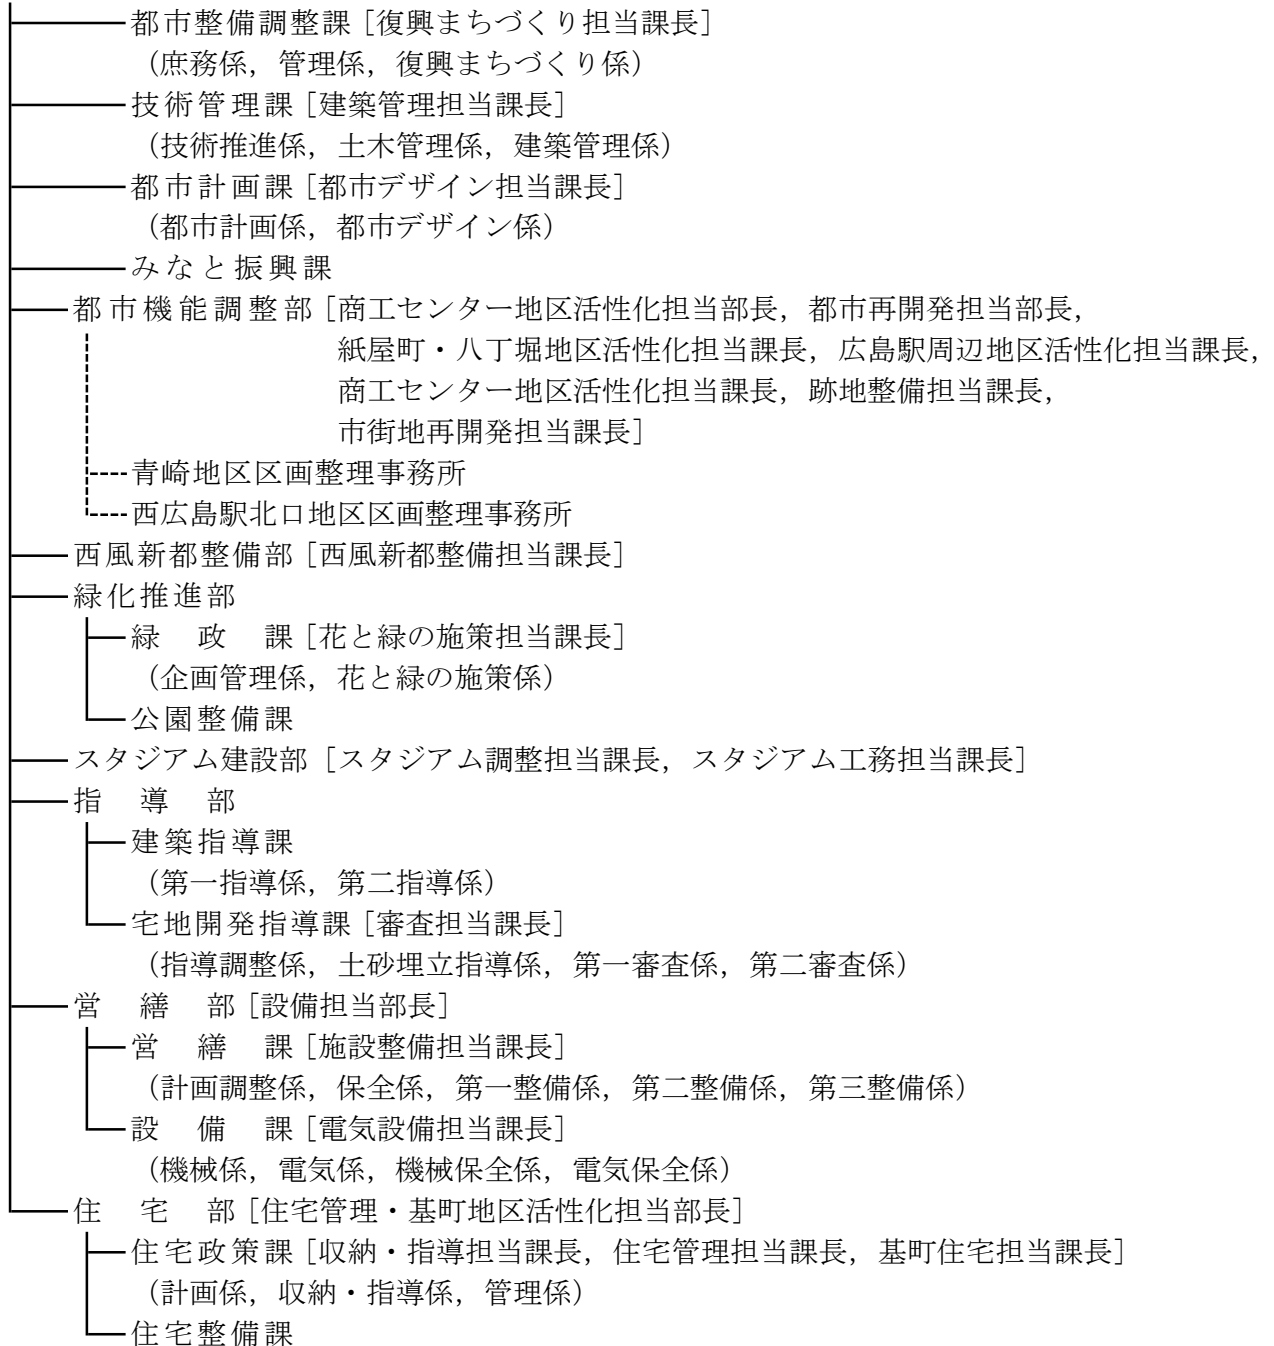 都市整備調整課［復興まちづくり担当課長］
（庶務係，管理係，復興まちづくり係）
技術管理課［建築管理担当課長］
（技術推進係，土木管理係，建築管理係）
都市計画課［都市デザイン担当課長］
（都市計画係，都市デザイン係）
みなと振興課
都市機能調整部［商工センター地区活性化担当部長，都市再開発担当部長，
紙屋町・八丁堀地区活性化担当課長，広島駅周辺地区活性化担当課長，
商工センター地区活性化担当課長，跡地整備担当課長，
市街地再開発担当課長］
青崎地区区画整理事務所
西広島駅北口地区区画整理事務所
西風新都整備部［西風新都整備担当課長］
緑化推進部
緑　政　課［花と緑の施策担当課長］
（企画管理係，花と緑の施策係）
公園整備課
スタジアム建設部［スタジアム調整担当課長，スタジアム工務担当課長］
指　導　部
建築指導課
（第一指導係，第二指導係）
宅地開発指導課［審査担当課長］
（指導調整係，土砂埋立指導係，第一審査係，第二審査係）
営　繕　部［設備担当部長］
営　繕　課［施設整備担当課長］
（計画調整係，保全係，第一整備係，第二整備係，第三整備係）
設　備　課［電気設備担当課長］
（機械係，電気係，機械保全係，電気保全係）
住　宅　部［住宅管理・基町地区活性化担当部長］
住宅政策課［収納・指導担当課長，住宅管理担当課長，基町住宅担当課長］
（計画係，収納・指導係，管理係）
住宅整備課